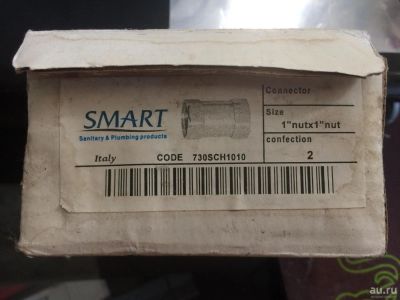 Connector
SMART
Sanitary & Plumbing products
Size
1"nutx1"nut
confection
2
Italy
CODE 730SCH1010
au.ru